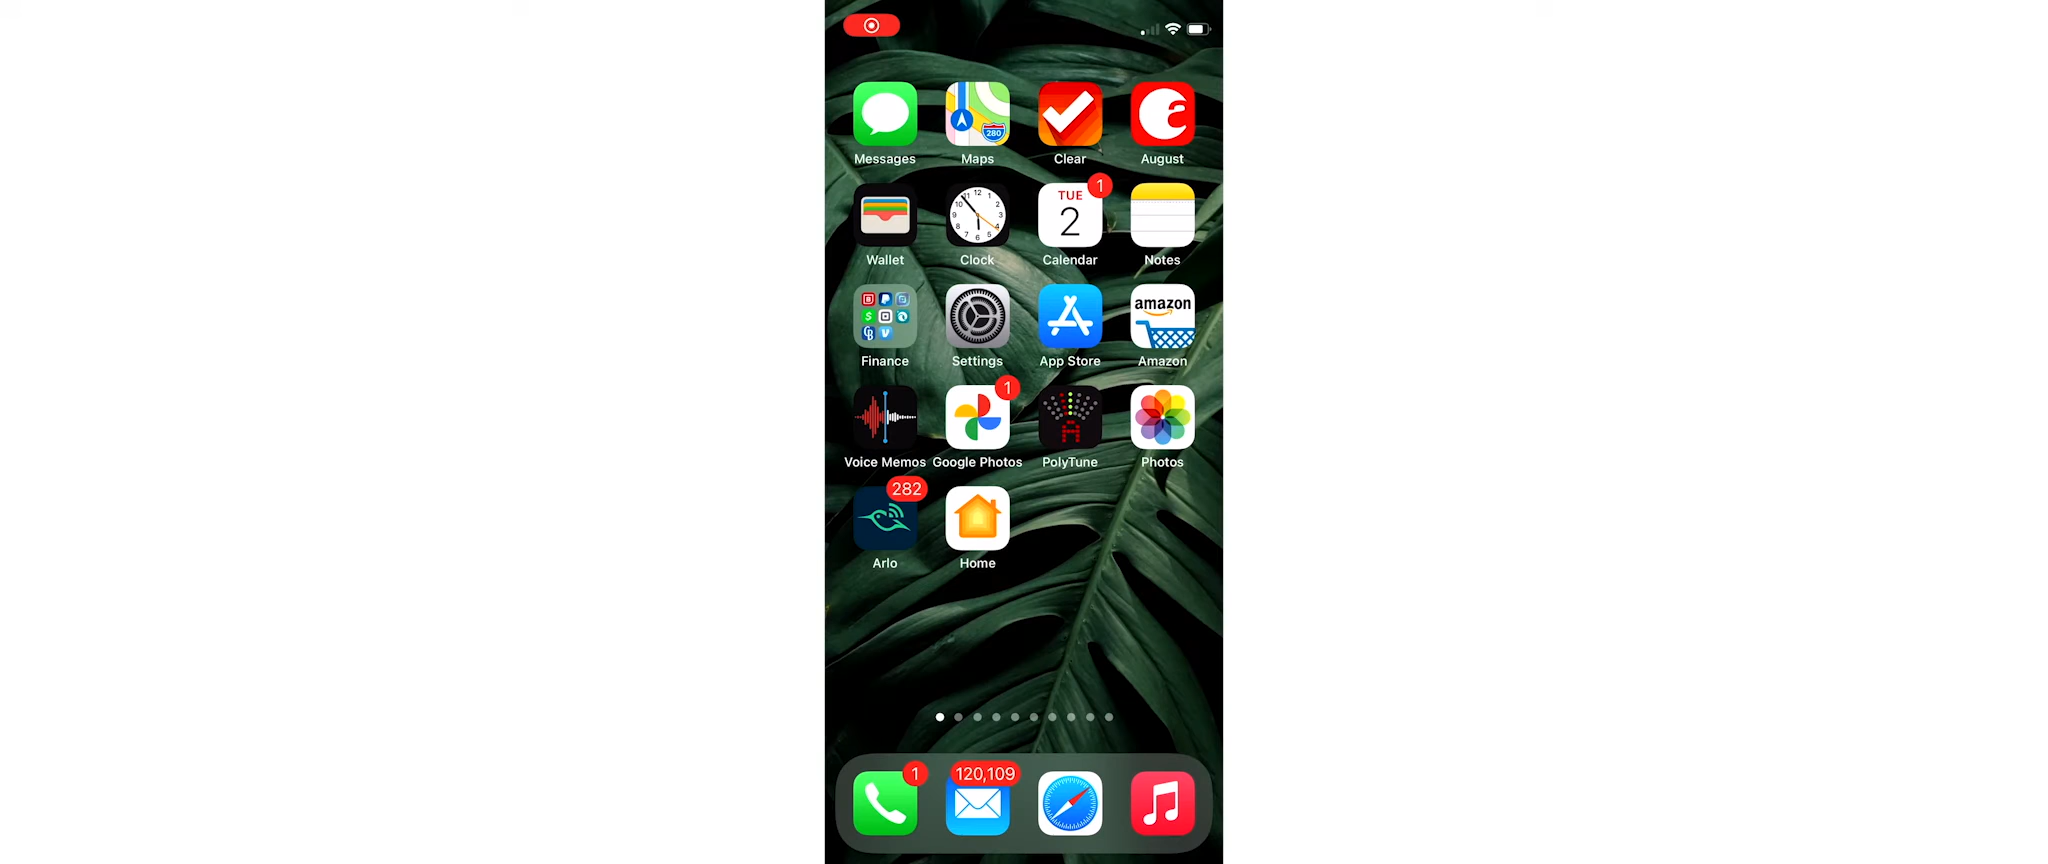 Messages Maps Clear August
1
TUE
2
Wallet Clock Calendar Notes
amazon
Finance Settings App Store Amazon
1
Voice Memos Google Photos PolyTune Photos
282
Arlo Home
1 120,109